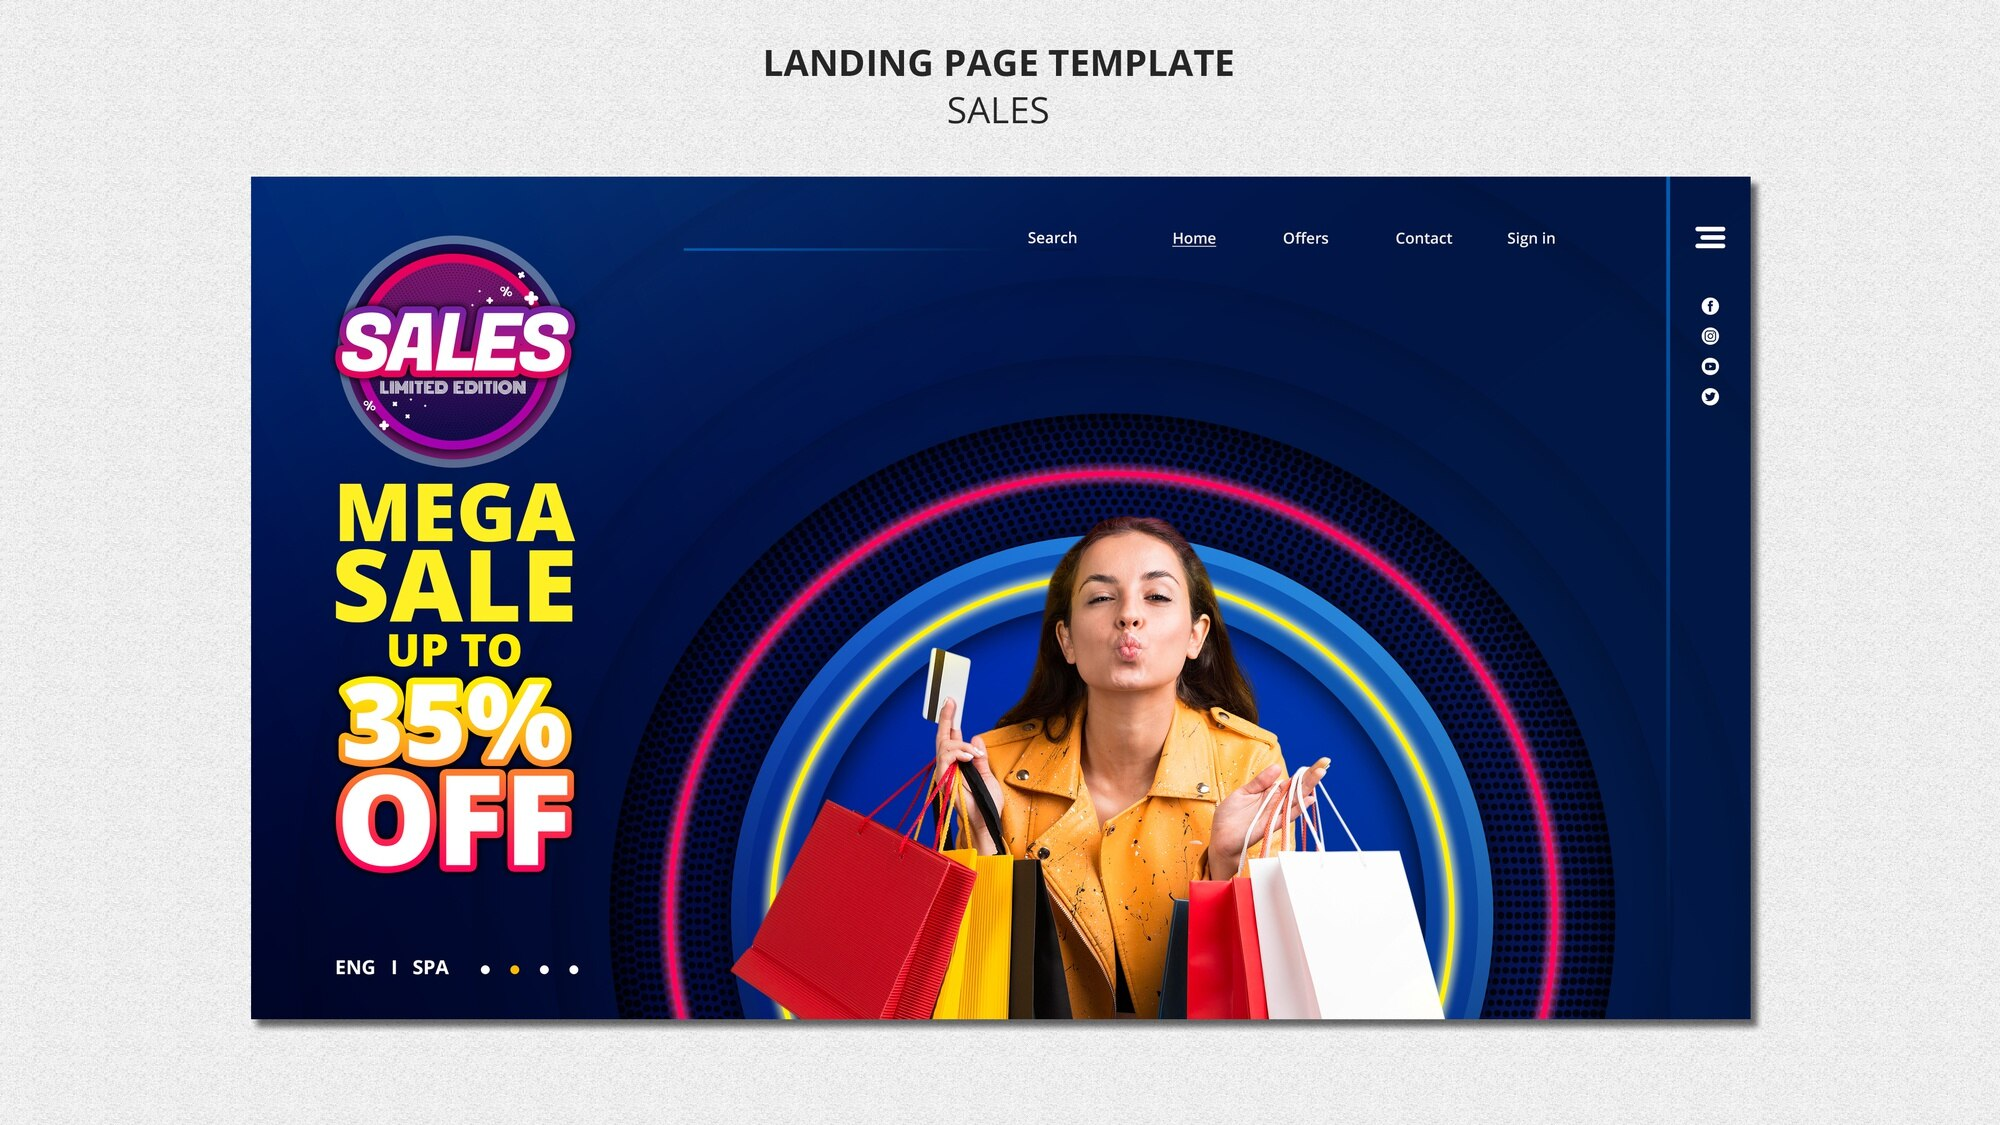 LANDING PAGE TEMPLATE
SALES
Search Home Offers Contact Sign in
SALES
LIMITED EDITION
MEGA
SALE
UP TO
35%
OFF
ENG I SPA